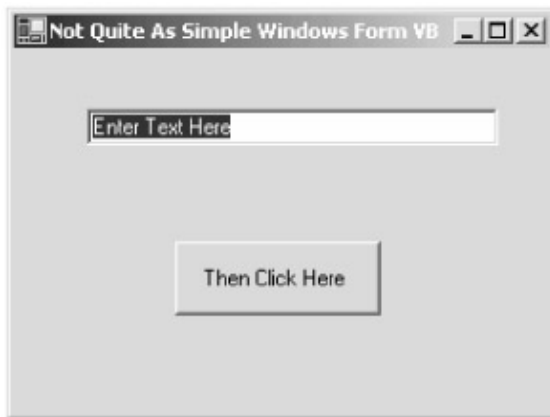 Not Quite As Simple Windows Form VB
Enter Text Here
Then Click Here